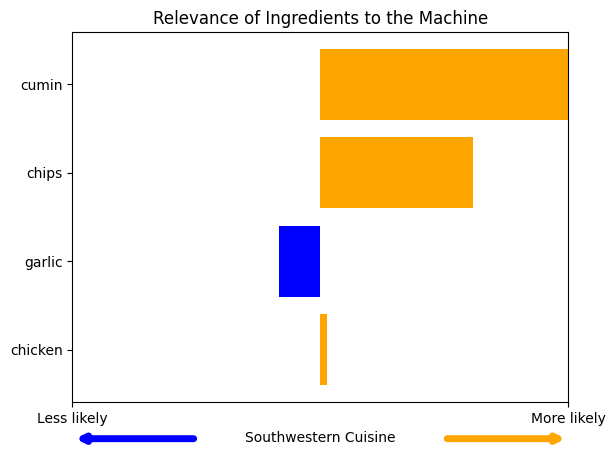 Relevance of Ingredients to the Machine
cumin
chips
garlic
chicken
Less likely
More likely
Southwestern Cuisine